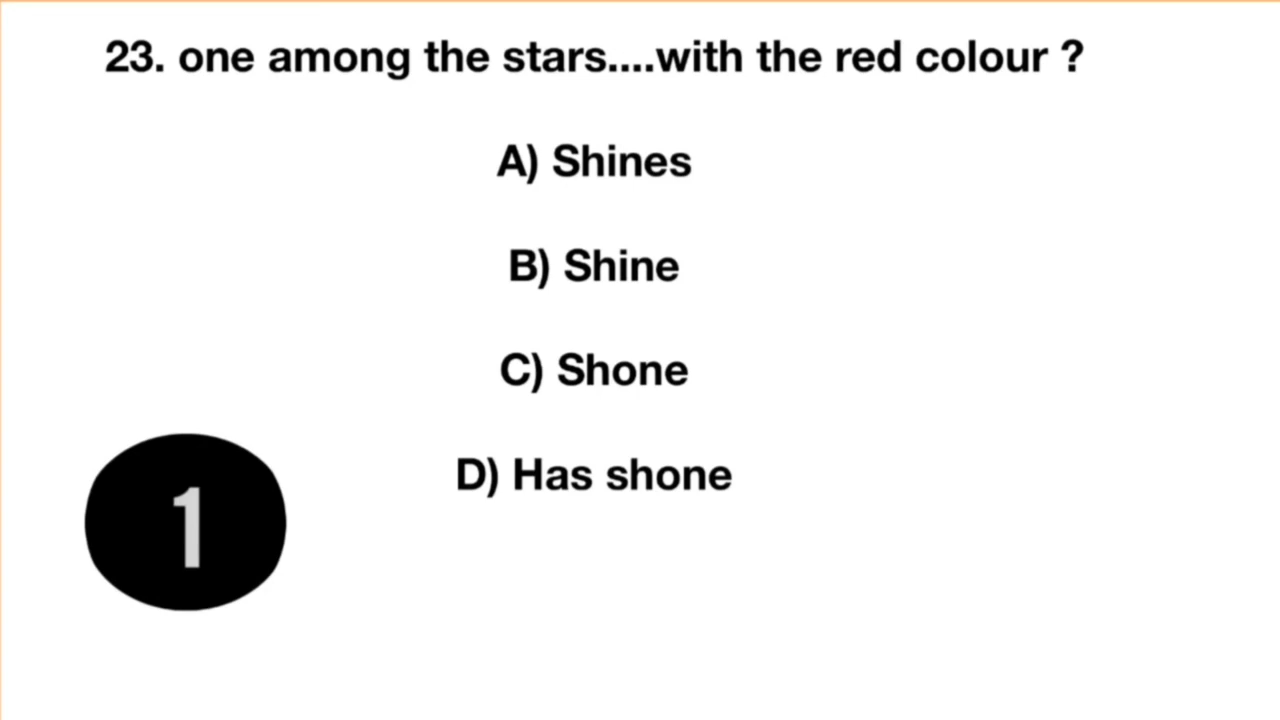 23. one among the stars....with the red colour ?
A) Shines
B) Shine
C) Shone
D) Has shone
1